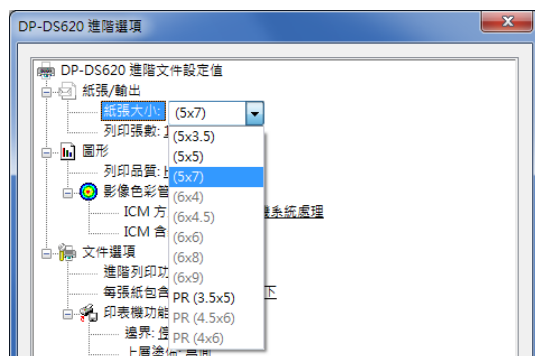 DP-DS620 進階選項
DP-DS620 進階文件設定值
紙張/輸出
紙張大小: (5x7)
列印張數:
(5x3.5)
圖形
(5x5)
列印品質:
(5x7)
影像色彩管
(6x4)
ICM 方 機系統處理
(6x4.5)
ICM 含
(6x6)
文件選項
(6x8)
進階列印功
(6x9)
每張紙包含 下
PR (3.5x5)
印表機功能
PR (4.5x6)
邊界:
PR (4x6)
上層塗佈: